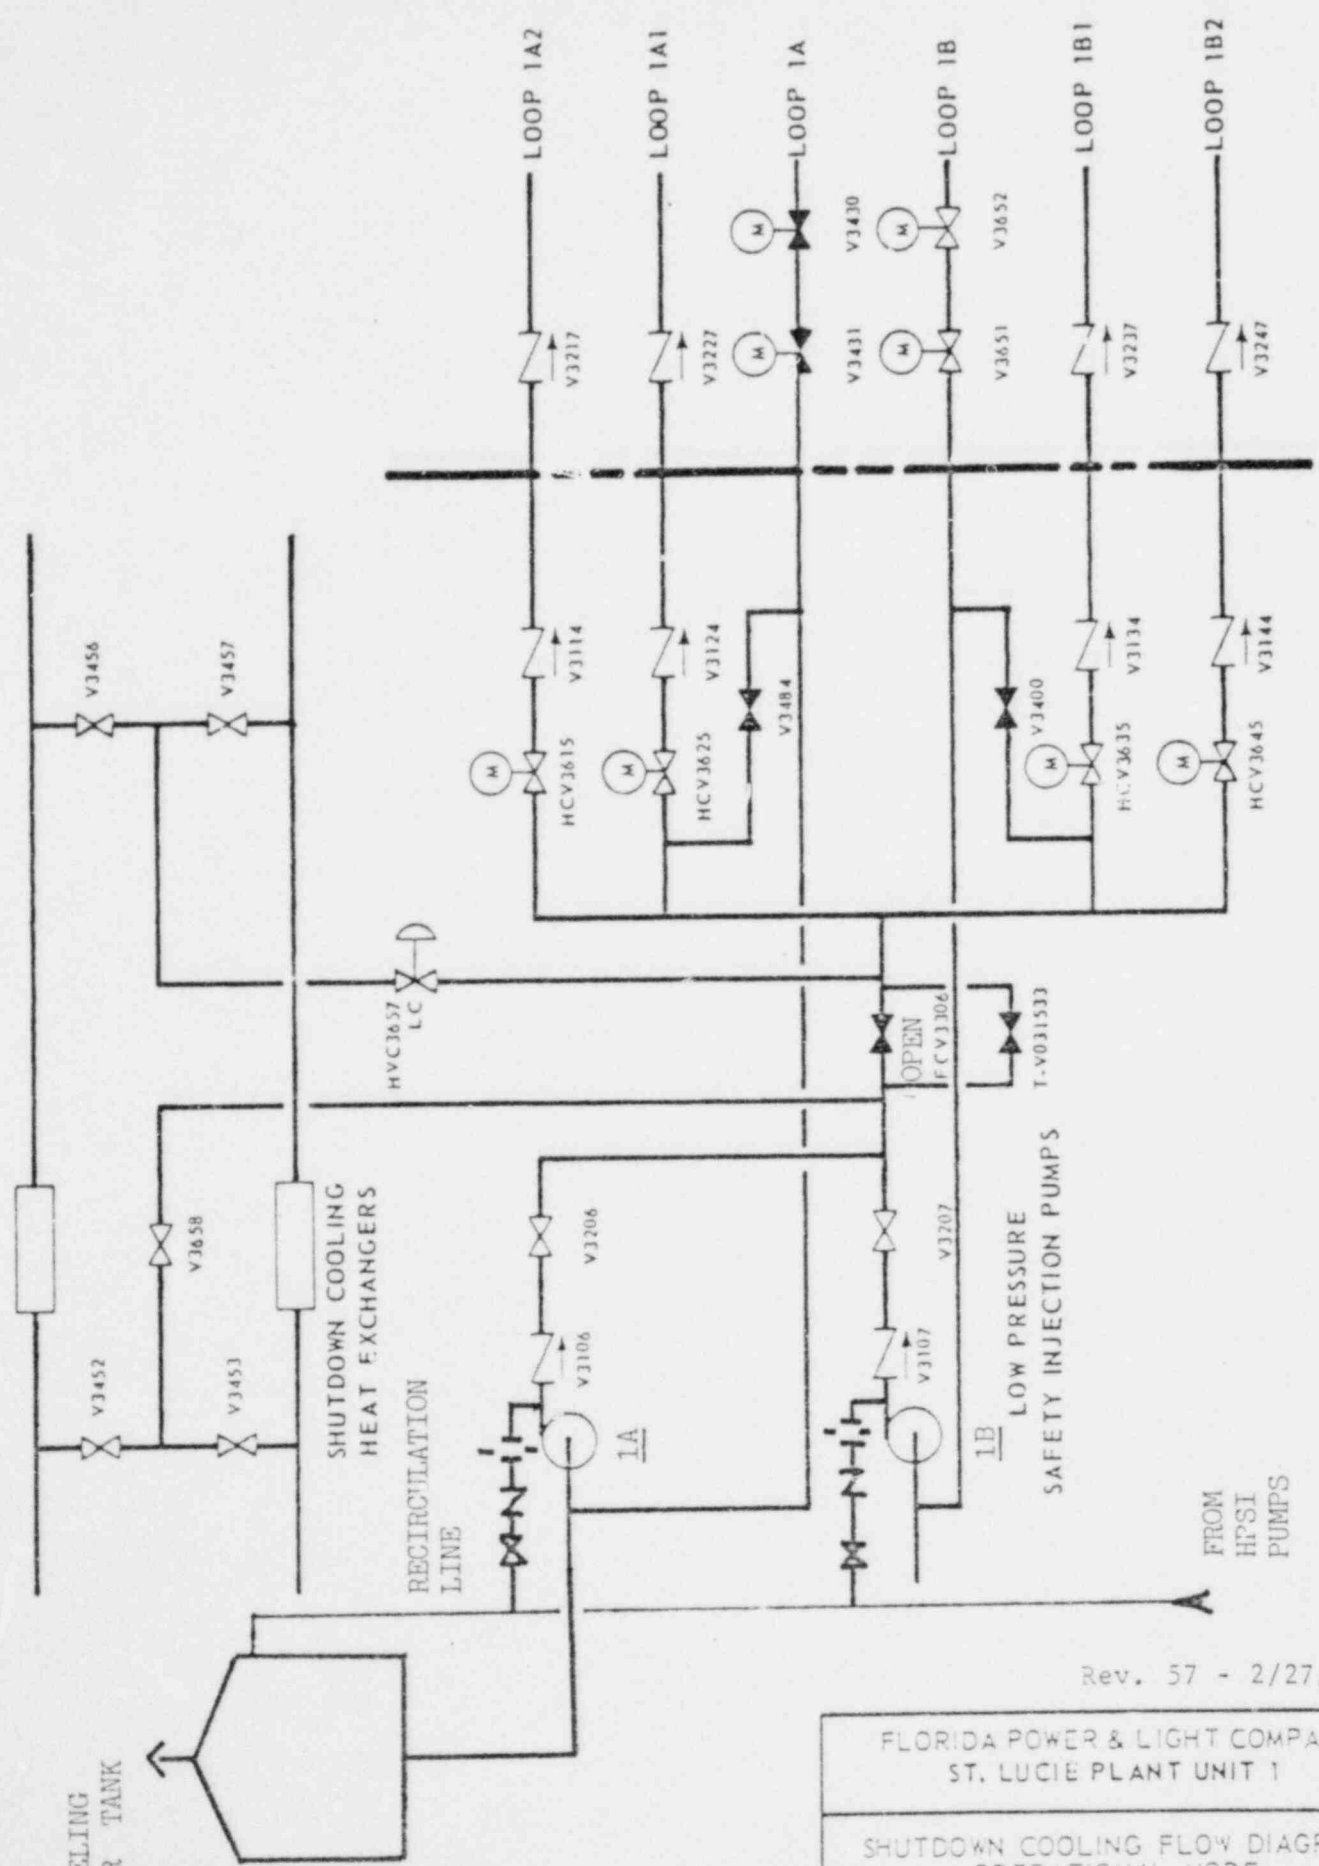 LOOP 1A2
LOOP 1A1
LOOP 1A
LOOP 1B
LOOP 1B1
LOOP 1B2
M
V3430
M
V3652
V3217
V3227
M
V3431
M
V3651
V3237
V3247
V3456
V3457
V3114
V3124
V3484
V3400
V3134
V3144
M
HCV3615
M
HCV3625
M
HCV3635
M
HCV3645
HVC3657
LC
OPEN
FCV3306
T-V031533
V3658
V3206
V3207
SHUTDOWN COOLING
HEAT EXCHANGERS
V3452
V3453
V3106
V3107
LOW PRESSURE
SAFETY INJECTION PUMPS
RECIRCULATION
LINE
1A
1B
FROM
HPSI
PUMPS
TANK
Rev. 57 - 2/27
FLORIDA POWER & LIGHT COMPA
ST. LUCIE PLANT UNIT 1
SHUTDOWN COOLING FLOW DIAGR